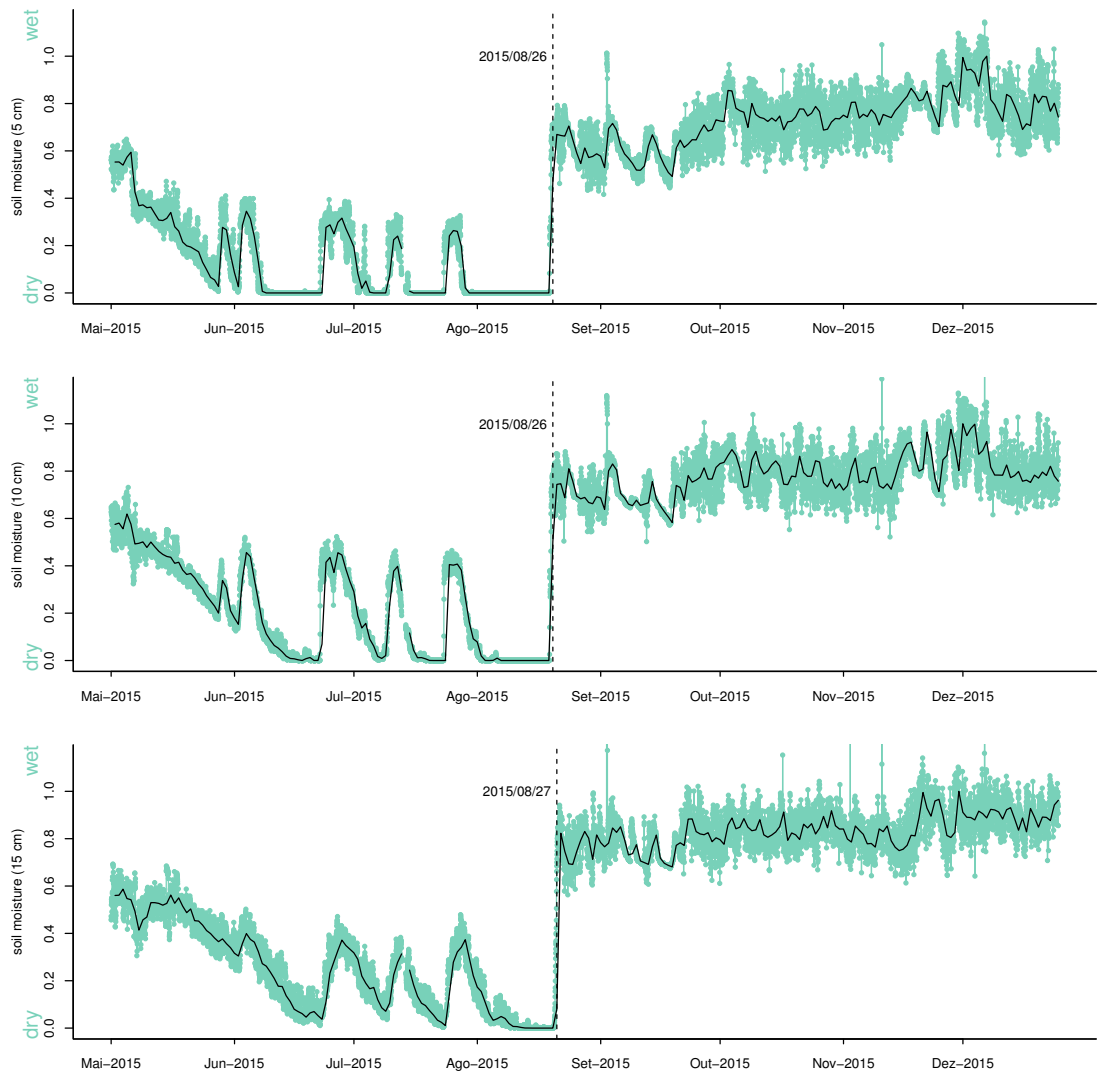 wet
1.0
0.8
0.6
0.4
0.2
0.0
dry
soil moisture (5 cm)
2015/08/26
Mai−2015 Jun−2015 Jul−2015 Ago−2015 Set−2015 Out−2015 Nov−2015 Dez−2015
wet
1.0
0.8
0.6
0.4
0.2
0.0
dry
soil moisture (10 cm)
2015/08/26
Mai−2015 Jun−2015 Jul−2015 Ago−2015 Set−2015 Out−2015 Nov−2015 Dez−2015
wet
1.0
0.8
0.6
0.4
0.2
0.0
dry
soil moisture (15 cm)
2015/08/27
Mai−2015 Jun−2015 Jul−2015 Ago−2015 Set−2015 Out−2015 Nov−2015 Dez−2015